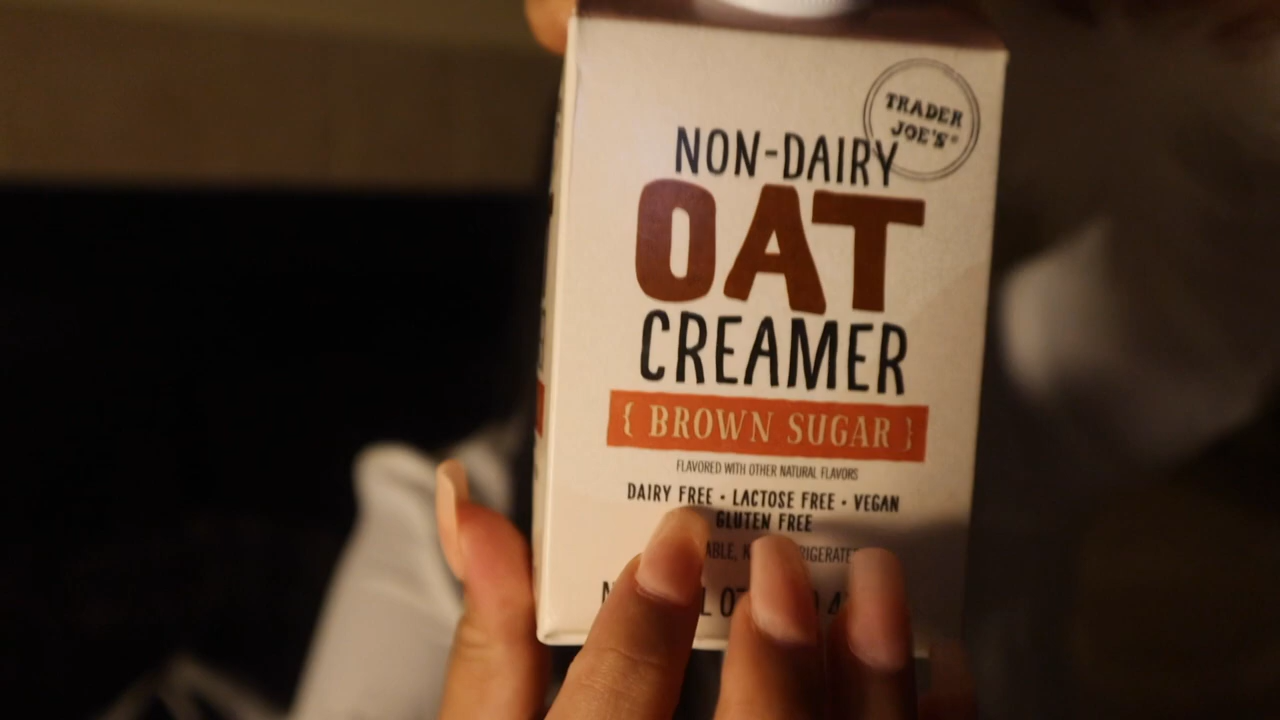 TRADER
JOE'S
NON-DAIRY
OAT
CREAMER
{ BROWN SUGAR }
FLAVORED WITH OTHER NATURAL FLAVORS
DAIRY FREE • LACTOSE FREE • VEGAN
GLUTEN FREE